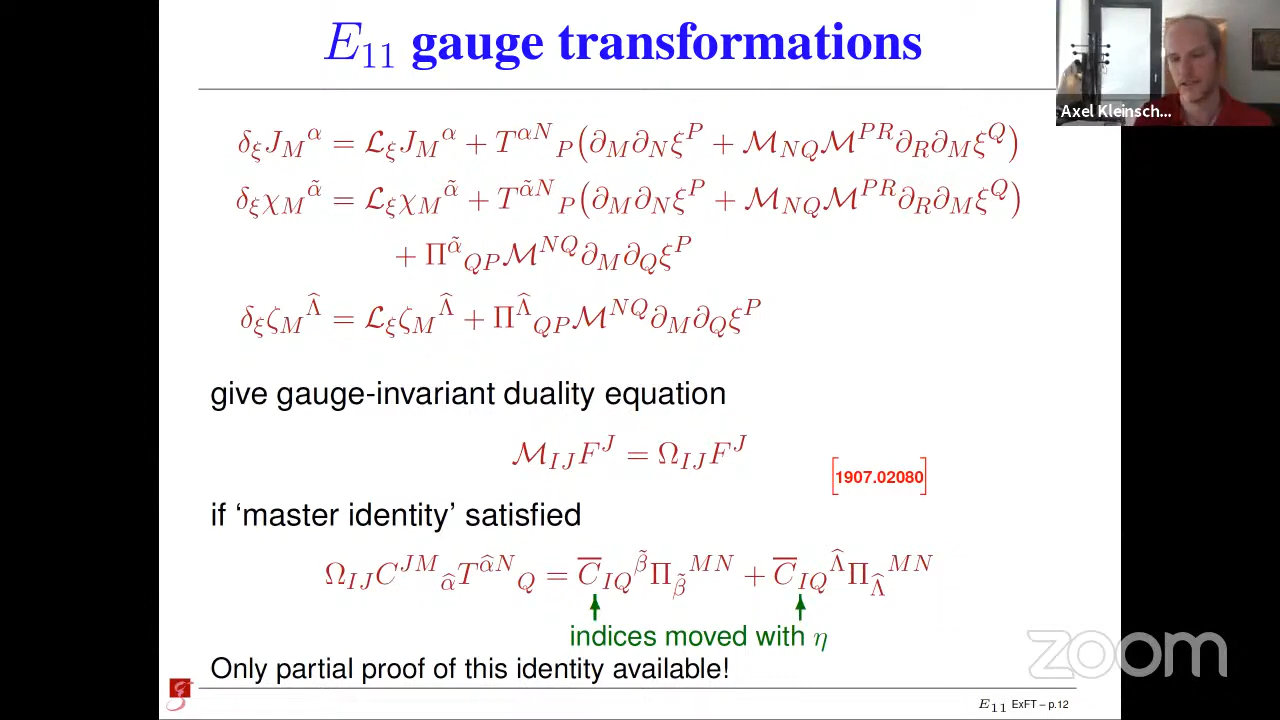 E₁₁ gauge transformations
Axel Kleinsch...
δ_ξ J_M^α = ℒ_ξ J_M^α + T^{αN}_P (∂_M ∂_N ξ^P + ℳ_{NQ} ℳ^{PR} ∂_R ∂_M ξ^Q)
δ_ξ χ_M^{α̃} = ℒ_ξ χ_M^{α̃} + T^{α̃N}_P (∂_M ∂_N ξ^P + ℳ_{NQ} ℳ^{PR} ∂_R ∂_M ξ^Q)
+ Π^{α̃}_{QP} ℳ^{NQ} ∂_M ∂_Q ξ^P
δ_ξ ζ_M^{Λ̂} = ℒ_ξ ζ_M^{Λ̂} + Π^{Λ̂}_{QP} ℳ^{NQ} ∂_M ∂_Q ξ^P
give gauge-invariant duality equation
ℳ_{IJ} F^J = Ω_{IJ} F^J
[1907.02080]
if ‘master identity’ satisfied
Ω_{IJ} C^{JM}_{α̂} T^{α̂N}_Q = C̅_{IQ}^{β̃} Π_{β̃}^{MN} + C̅_{IQ}^{Λ̂} Π_{Λ̂}^{MN}
indices moved with η
Only partial proof of this identity available!
zoom
E₁₁ ExFT – p.12